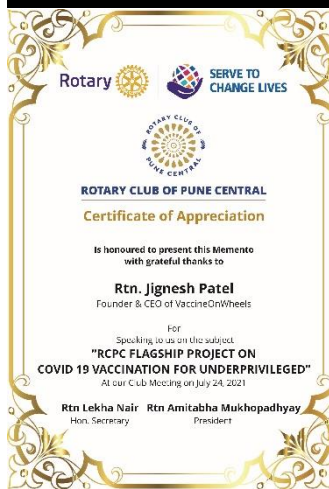 Rotary
SERVE TO
CHANGE LIVES
ROTARY CLUB OF
PUNE CENTRAL
ROTARY CLUB OF PUNE CENTRAL
Certificate of Appreciation
Is honoured to present this Memento
with grateful thanks to
Rtn. Jignesh Patel
Founder & CEO of VaccineOnWheels
For
Speaking to us on the subject
"RCPC FLAGSHIP PROJECT ON
COVID 19 VACCINATION FOR UNDERPRIVILEGED"
At our Club Meeting on July 24, 2021
Rtn Lekha Nair Rtn Amitabha Mukhopadhyay
Hon. Secretary President